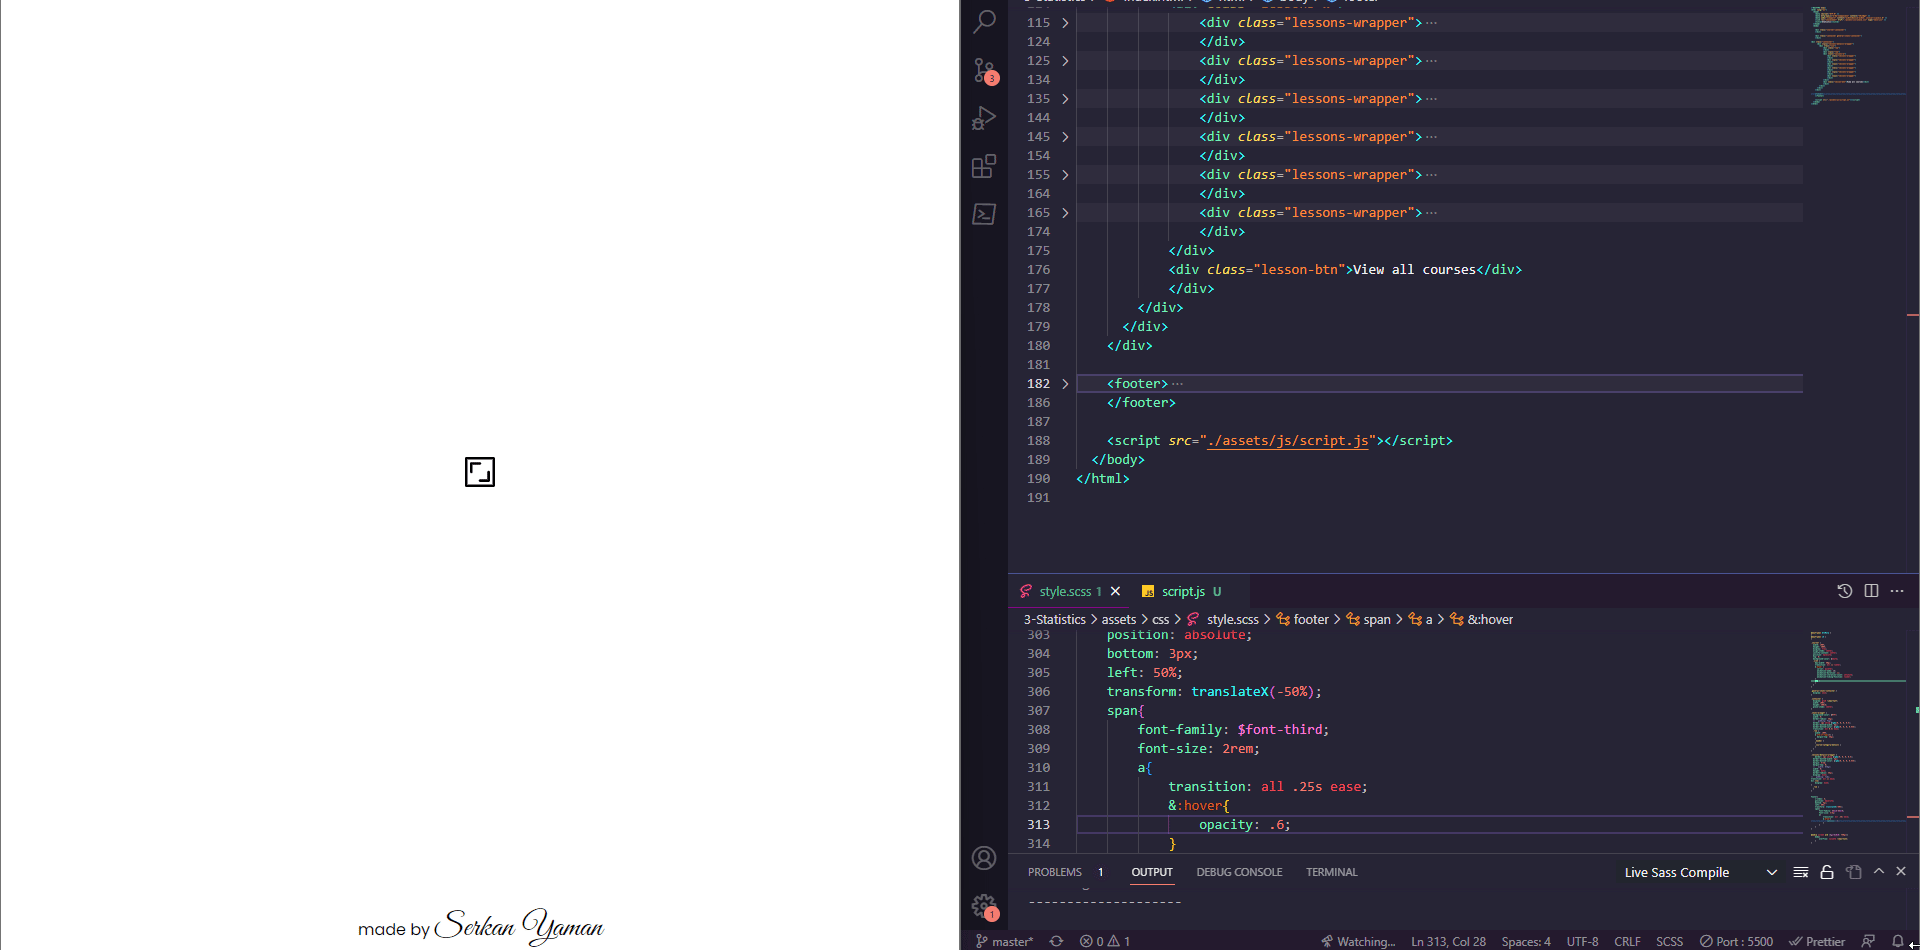 made by Serkan Yaman
3
1
115 <div class="lessons-wrapper">···
124 </div>
125 <div class="lessons-wrapper">···
134 </div>
135 <div class="lessons-wrapper">···
144 </div>
145 <div class="lessons-wrapper">···
154 </div>
155 <div class="lessons-wrapper">···
164 </div>
165 <div class="lessons-wrapper">···
174 </div>
175 </div>
176 <div class="lesson-btn">View all courses</div>
177 </div>
178 </div>
179 </div>
180 </div>
181
182 <footer>···
186 </footer>
187
188 <script src="./assets/js/script.js"></script>
189 </body>
190 </html>
191
style.scss 1 script.js U
3-Statistics > assets > css > style.scss > footer > span > a > &:hover
303 position: absolute;
304 bottom: 3px;
305 left: 50%;
306 transform: translateX(-50%);
307 span{
308 font-family: $font-third;
309 font-size: 2rem;
310 a{
311 transition: all .25s ease;
312 &:hover{
313 opacity: .6;
314 }
PROBLEMS 1 OUTPUT DEBUG CONSOLE TERMINAL Live Sass Compile
--------------------
master* 0 1 Watching... Ln 313, Col 28 Spaces: 4 UTF-8 CRLF SCSS Port : 5500 Prettier